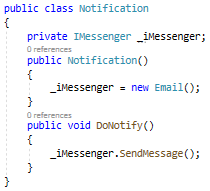 public class Notification
{
private IMessenger _iMessenger;
0 references
public Notification()
{
_iMessenger = new Email();
}
0 references
public void DoNotify()
{
_iMessenger.SendMessage();
}
}